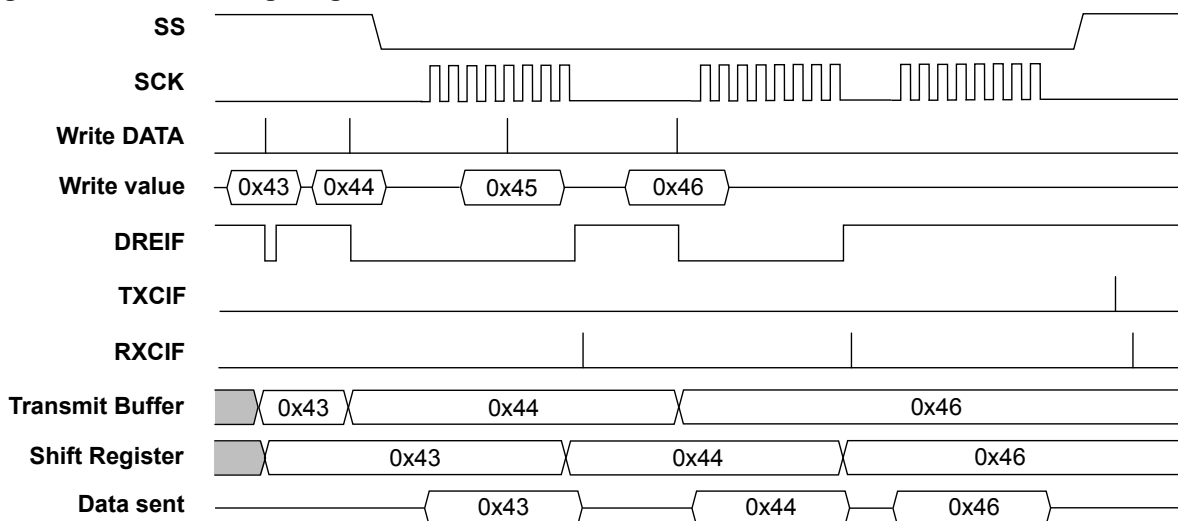 SS
SCK
Write DATA
Write value 0x43 0x44 0x45 0x46
DREIF
TXCIF
RXCIF
Transmit Buffer 0x43 0x44 0x46
Shift Register 0x43 0x44 0x46
Data sent 0x43 0x44 0x46